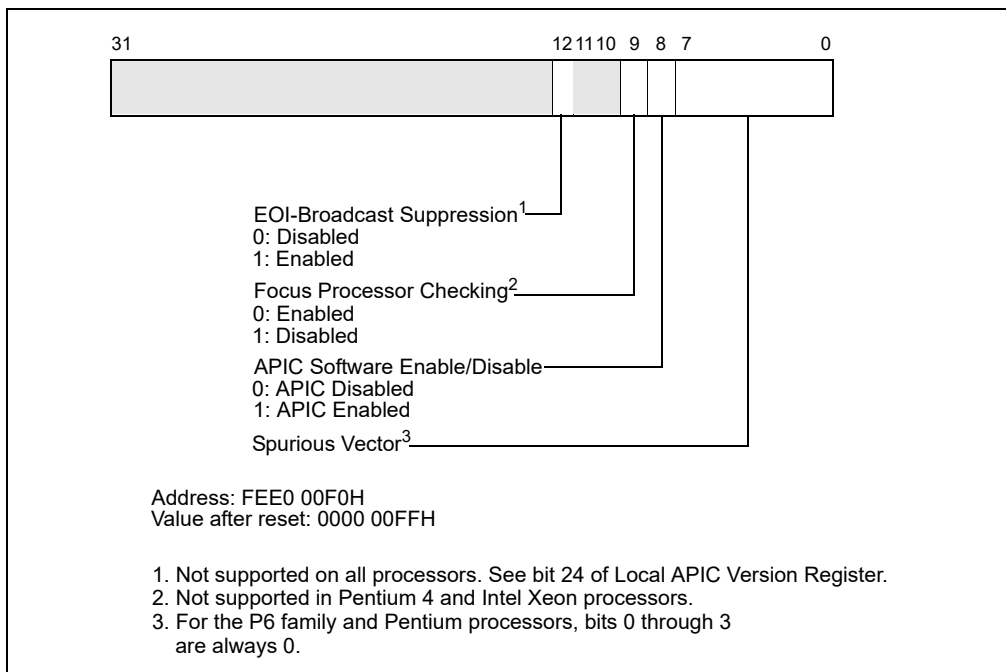 31 12 11 10 9 8 7 0
EOI-Broadcast Suppression1
0: Disabled
1: Enabled
Focus Processor Checking2
0: Enabled
1: Disabled
APIC Software Enable/Disable
0: APIC Disabled
1: APIC Enabled
Spurious Vector3
Address: FEE0 00F0H
Value after reset: 0000 00FFH
1. Not supported on all processors. See bit 24 of Local APIC Version Register.
2. Not supported in Pentium 4 and Intel Xeon processors.
3. For the P6 family and Pentium processors, bits 0 through 3
are always 0.